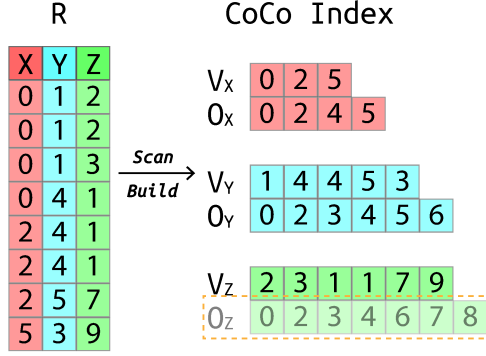 R
CoCo Index
X Y Z
0 1 2
0 1 2
0 1 3
0 4 1
2 4 1
2 4 1
2 5 7
5 3 9
Scan
Build
VX 0 2 5
OX 0 2 4 5
VY 1 4 4 5 3
OY 0 2 3 4 5 6
VZ 2 3 1 1 7 9
OZ 0 2 3 4 6 7 8